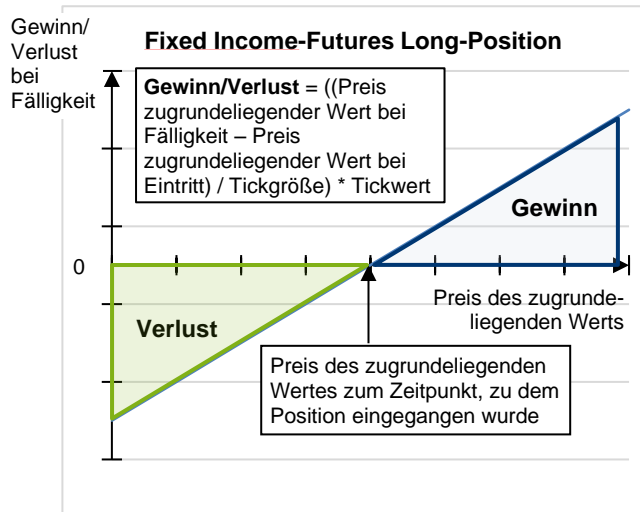 Gewinn/
Verlust
bei
Fälligkeit
Fixed Income-Futures Long-Position
Gewinn/Verlust = ((Preis
zugrundeliegender Wert bei
Fälligkeit – Preis
zugrundeliegender Wert bei
Eintritt) / Tickgröße) * Tickwert
Gewinn
0
Preis des zugrunde-
liegenden Werts
Verlust
Preis des zugrundeliegenden
Wertes zum Zeitpunkt, zu dem
Position eingegangen wurde